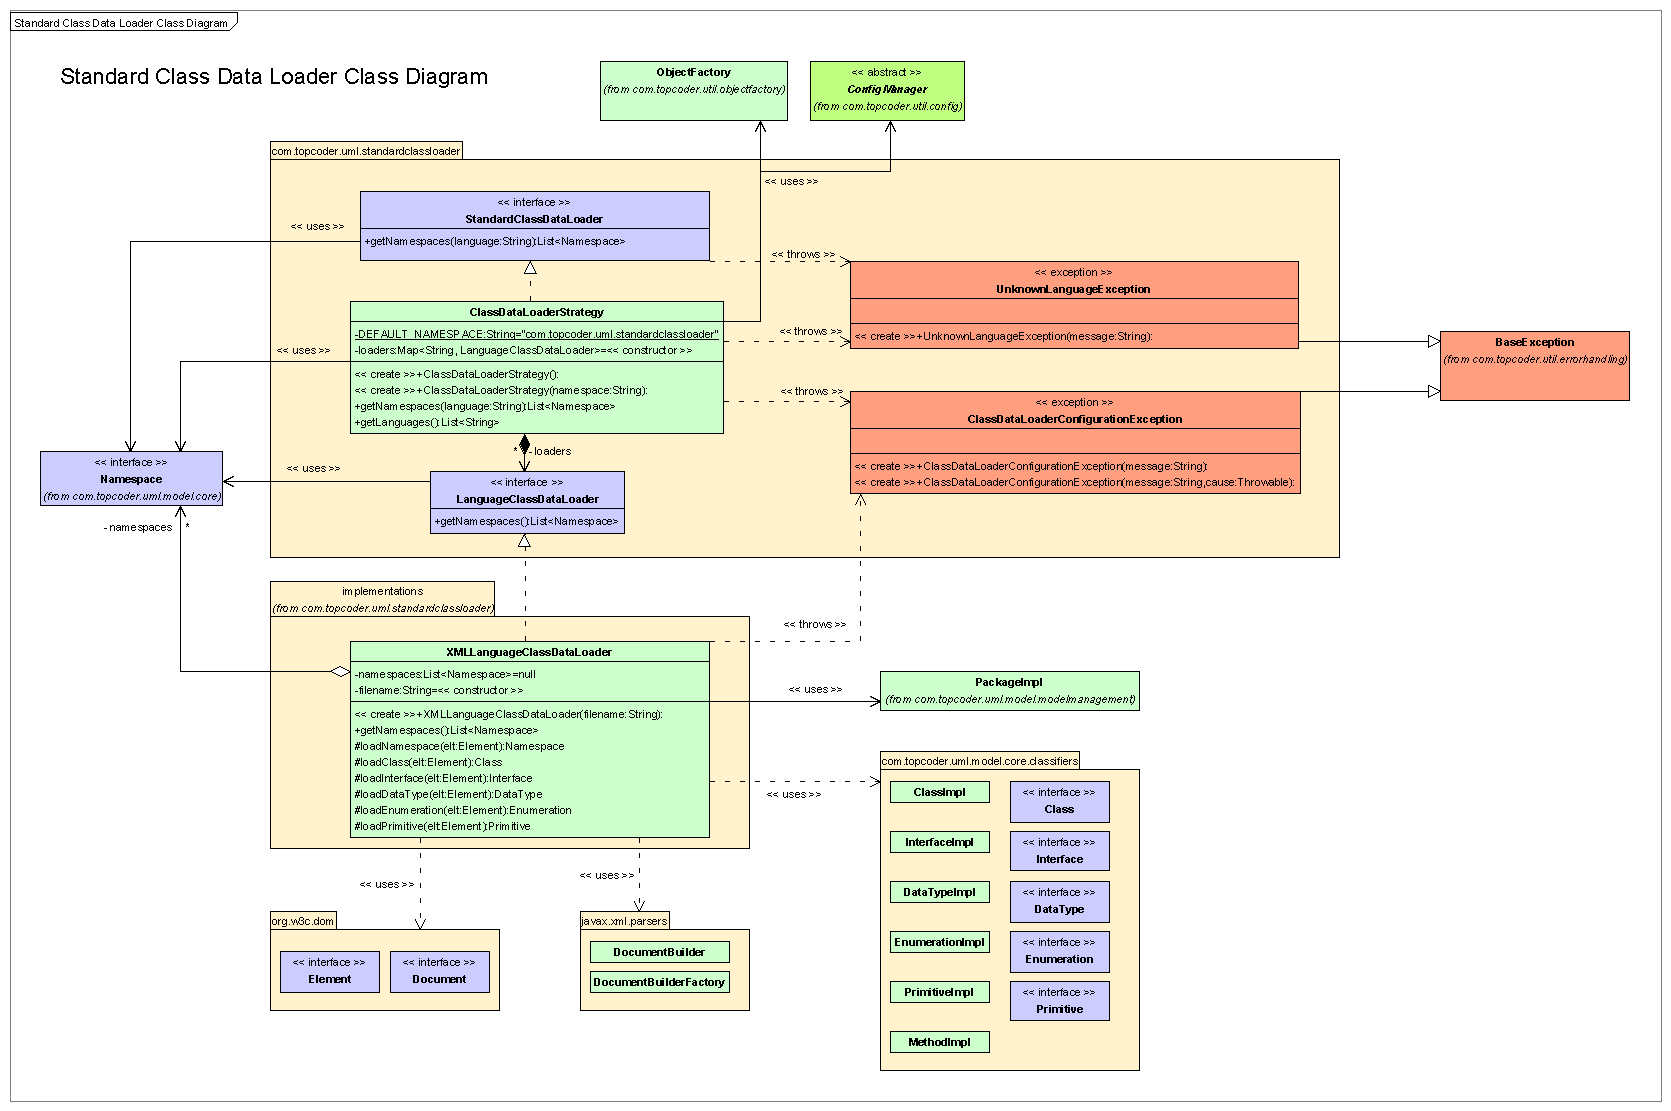 Standard Class Data Loader Class Diagram
Standard Class Data Loader Class Diagram
ObjectFactory
(from com.topcoder.util.objectfactory)
<< abstract >>
ConfigManager
(from com.topcoder.util.config)
com.topcoder.uml.standardclassloader
<< uses >>
<< interface >>
StandardClassDataLoader
+getNamespaces(language:String):List<Namespace>
<< uses >>
<< throws >>
<< exception >>
UnknownLanguageException
<< create >>+UnknownLanguageException(message:String):
ClassDataLoaderStrategy
-DEFAULT_NAMESPACE:String="com.topcoder.uml.standardclassloader"
-loaders:Map<String, LanguageClassDataLoader>=<< constructor >>
<< create >>+ClassDataLoaderStrategy():
<< create >>+ClassDataLoaderStrategy(namespace:String):
+getNamespaces(language:String):List<Namespace>
+getLanguages():List<String>
<< uses >>
<< throws >>
<< throws >>
BaseException
(from com.topcoder.util.errorhandling)
<< exception >>
ClassDataLoaderConfigurationException
<< create >>+ClassDataLoaderConfigurationException(message:String):
<< create >>+ClassDataLoaderConfigurationException(message:String,cause:Throwable):
* - loaders
<< uses >>
<< interface >>
Namespace
(from com.topcoder.uml.model.core)
<< interface >>
LanguageClassDataLoader
+getNamespaces():List<Namespace>
- namespaces *
implementations
(from com.topcoder.uml.standardclassloader)
<< throws >>
XMLLanguageClassDataLoader
-namespaces:List<Namespace>=null
-filename:String=<< constructor >>
<< create >>+XMLLanguageClassDataLoader(filename:String):
+getNamespaces():List<Namespace>
#loadNamespace(elt:Element):Namespace
#loadClass(elt:Element):Class
#loadInterface(elt:Element):Interface
#loadDataType(elt:Element):DataType
#loadEnumeration(elt:Element):Enumeration
#loadPrimitive(elt:Element):Primitive
<< uses >>
PackageImpl
(from com.topcoder.uml.model.modelmanagement)
<< uses >>
com.topcoder.uml.model.core.classifiers
ClassImpl
<< interface >>
Class
InterfaceImpl
<< interface >>
Interface
DataTypeImpl
<< interface >>
DataType
EnumerationImpl
<< interface >>
Enumeration
PrimitiveImpl
<< interface >>
Primitive
MethodImpl
<< uses >>
<< uses >>
org.w3c.dom
<< interface >>
Element
<< interface >>
Document
javax.xml.parsers
DocumentBuilder
DocumentBuilderFactory